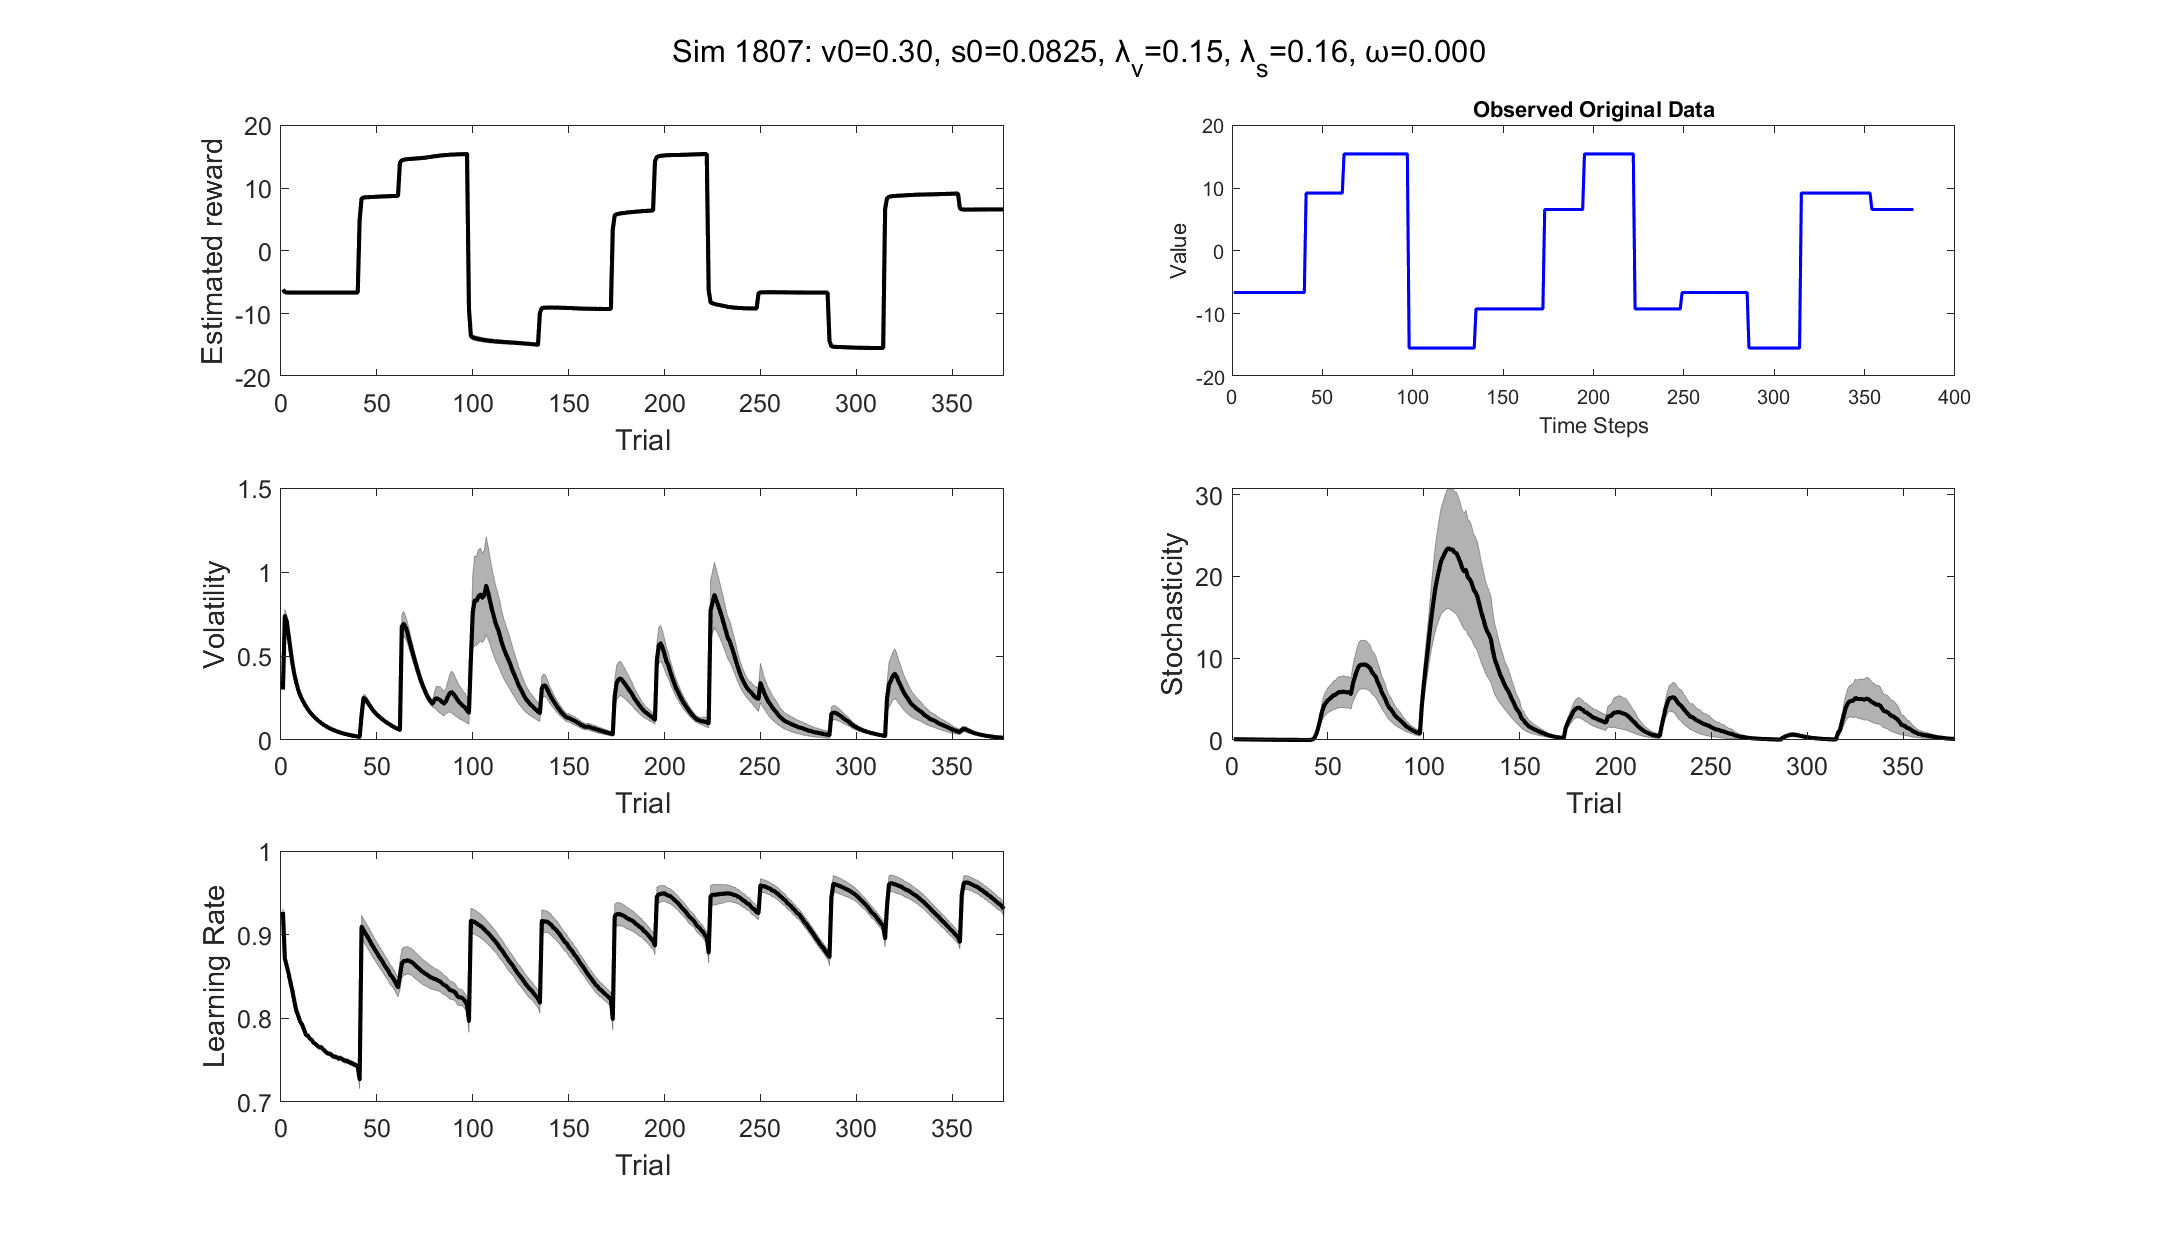 Sim 1807: v0=0.30, s0=0.0825, λ_v=0.15, λ_s=0.16, ω=0.000
Estimated reward
20
10
0
-10
-20
0 50 100 150 200 250 300 350
Trial
Observed Original Data
Value
20
10
0
-10
-20
0 50 100 150 200 250 300 350 400
Time Steps
Volatility
1.5
1
0.5
0
0 50 100 150 200 250 300 350
Trial
Stochasticity
30
20
10
0
0 50 100 150 200 250 300 350
Trial
Learning Rate
1
0.9
0.8
0.7
0 50 100 150 200 250 300 350
Trial